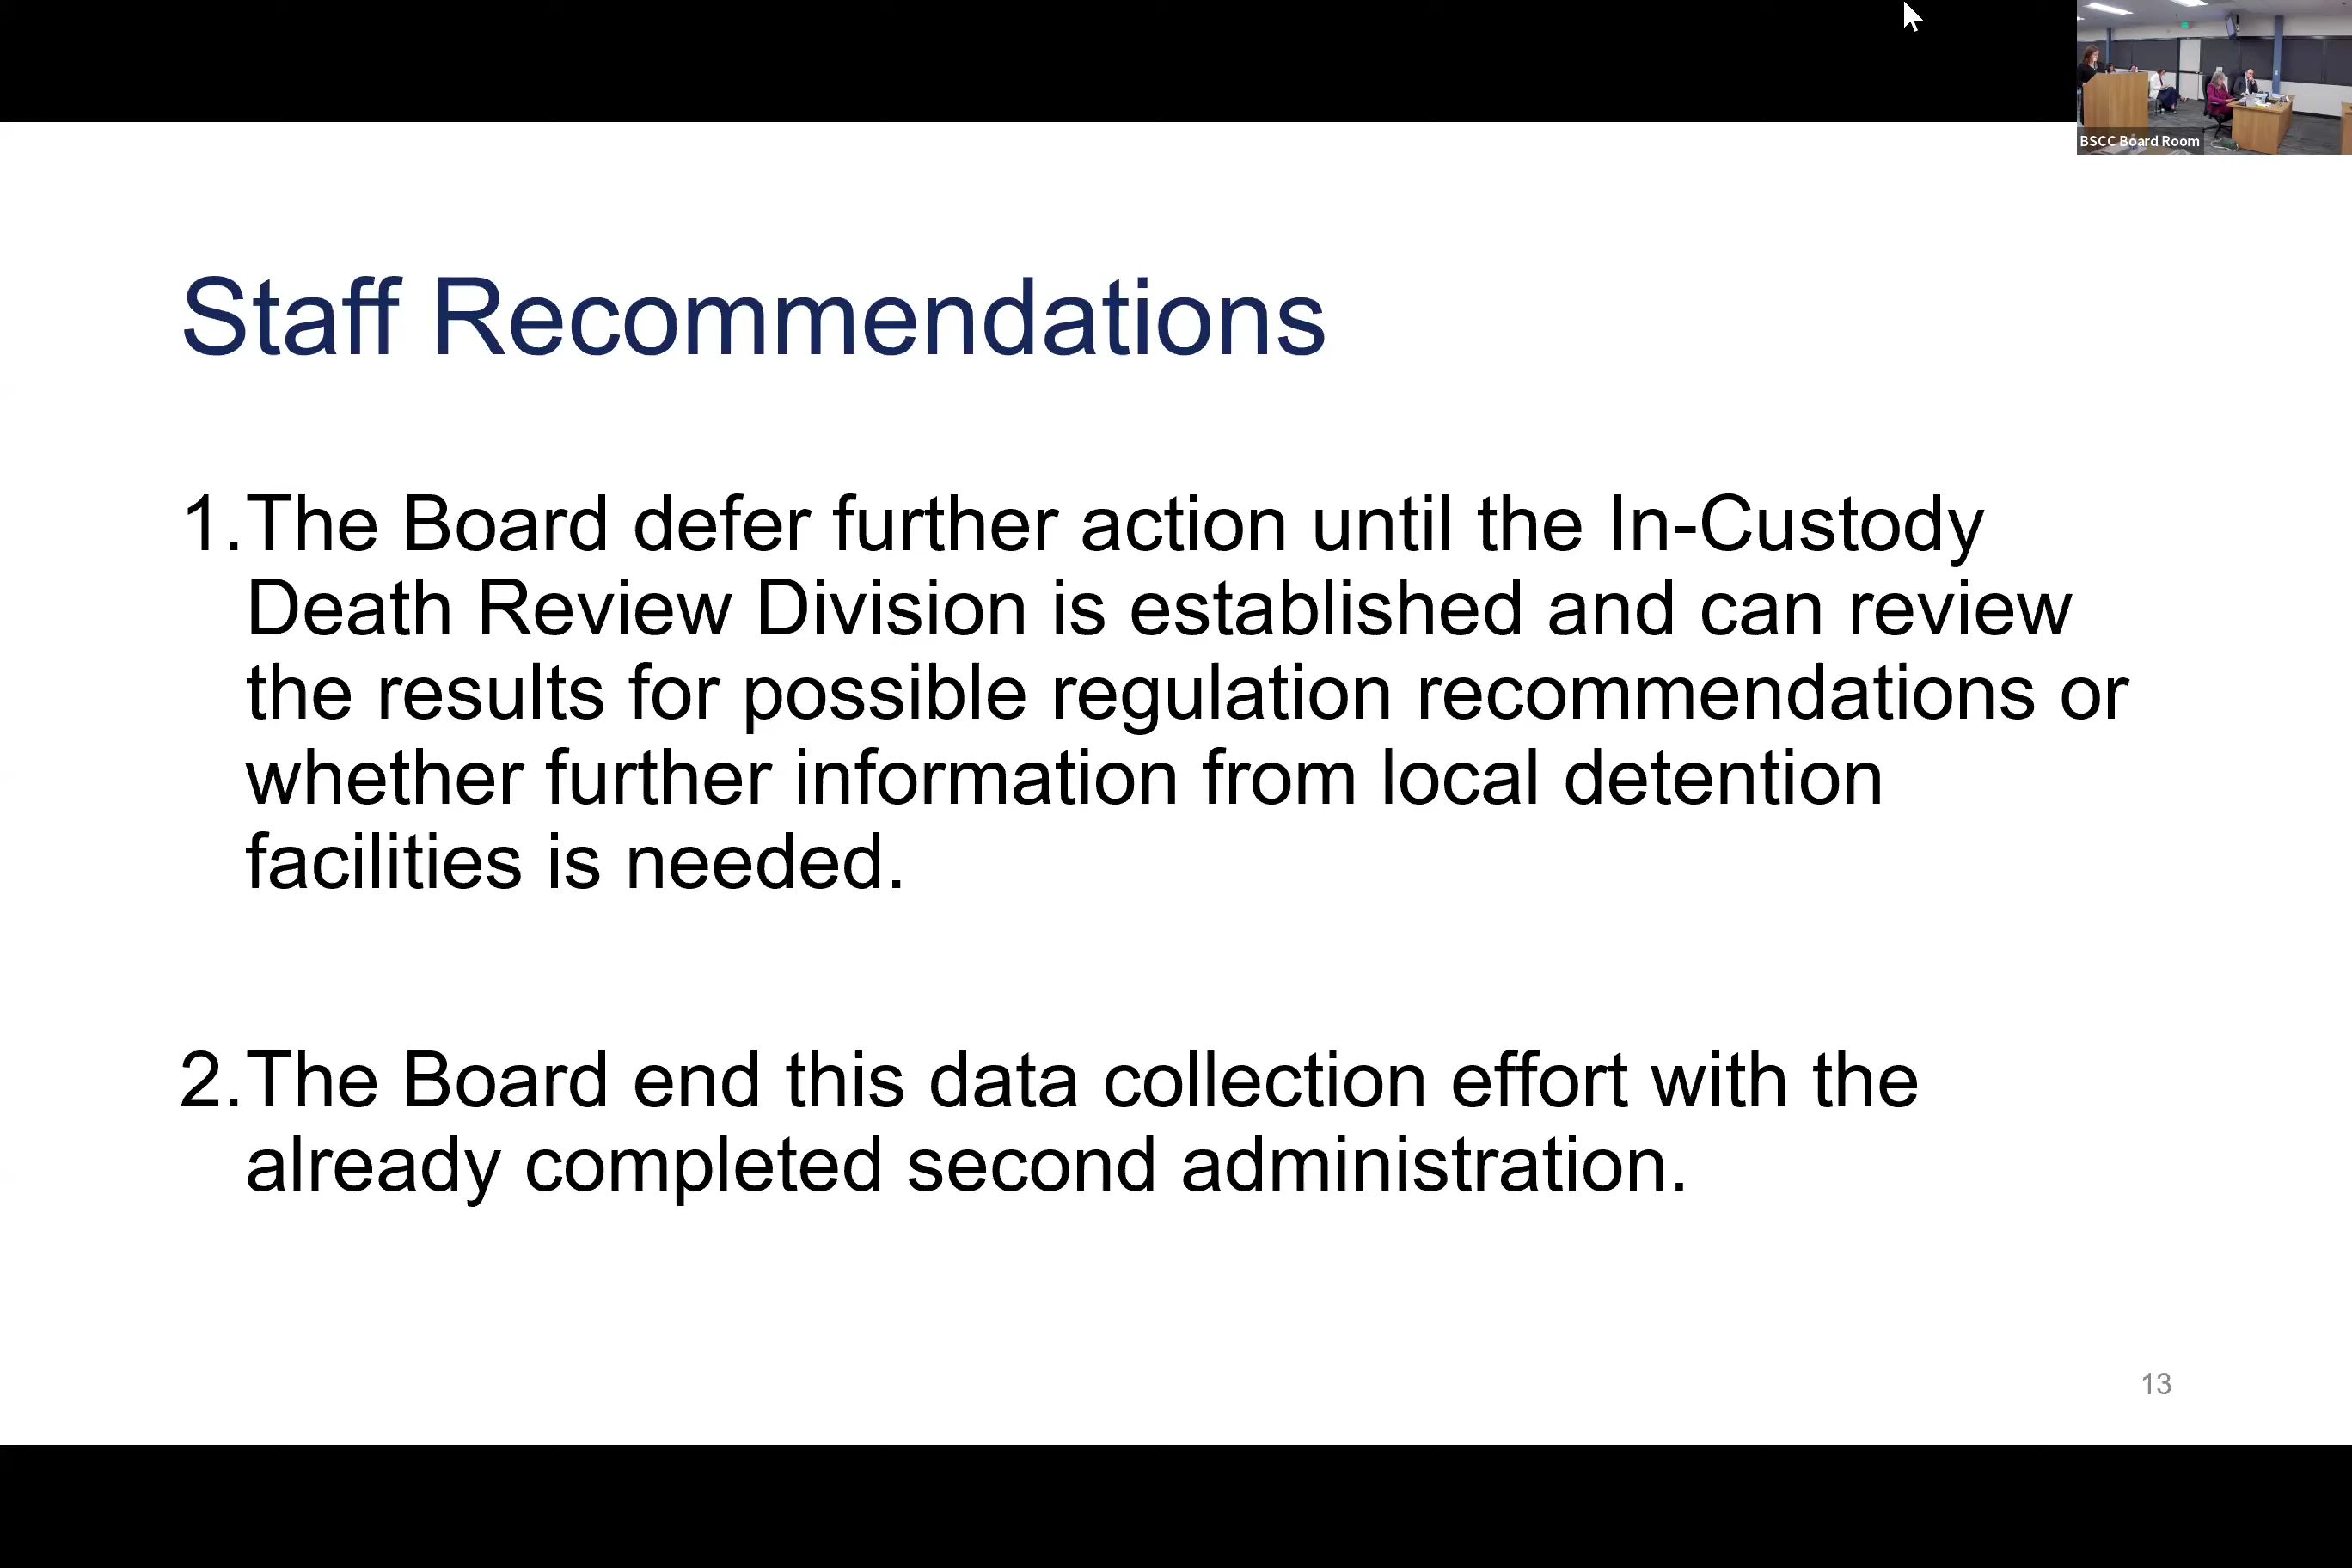 BSCC Board Room
Staff Recommendations
1. The Board defer further action until the In-Custody
Death Review Division is established and can review
the results for possible regulation recommendations or
whether further information from local detention
facilities is needed.
2. The Board end this data collection effort with the
already completed second administration.
13